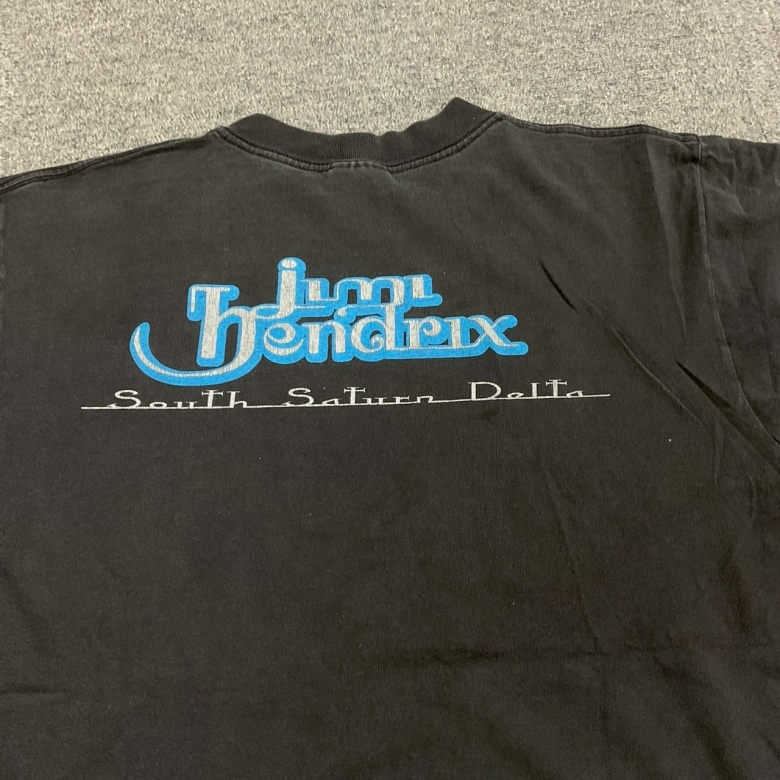 jimi
hendrix
South Saturn Delta